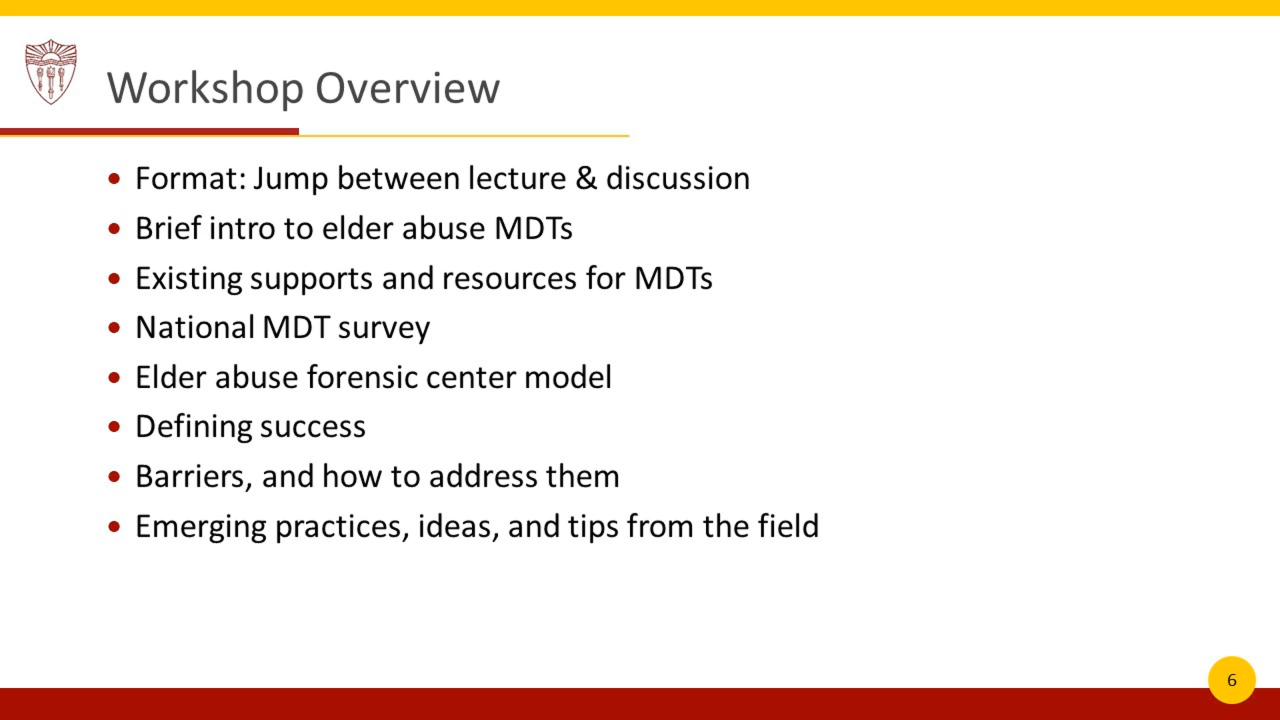 Workshop Overview
• Format: Jump between lecture & discussion
• Brief intro to elder abuse MDTs
• Existing supports and resources for MDTs
• National MDT survey
• Elder abuse forensic center model
• Defining success
• Barriers, and how to address them
• Emerging practices, ideas, and tips from the field
6